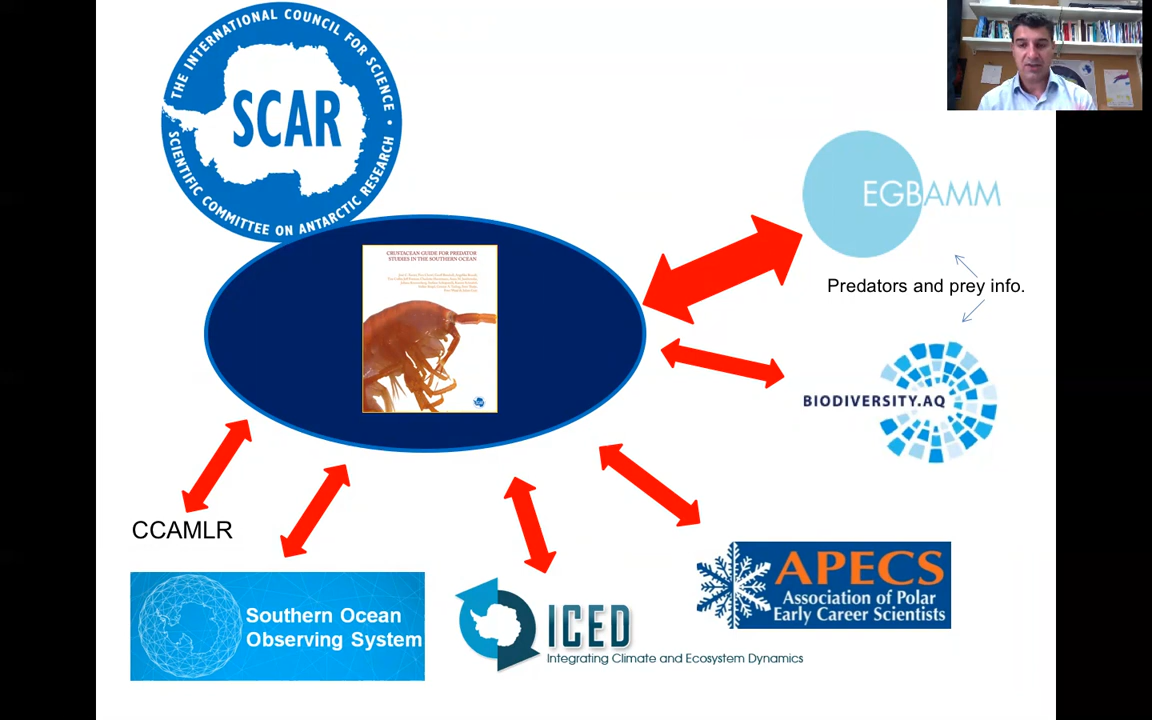 THE INTERNATIONAL COUNCIL FOR SCIENCE
SCAR
SCIENTIFIC COMMITTEE ON ANTARCTIC RESEARCH
EGBAMM
CRUSTACEAN GUIDE FOR PREDATOR
STUDIES IN THE SOUTHERN OCEAN
Predators and prey info.
BIODIVERSITY.AQ
CCAMLR
Southern Ocean
Observing System
ICED
Integrating Climate and Ecosystem Dynamics
APECS
Association of Polar
Early Career Scientists